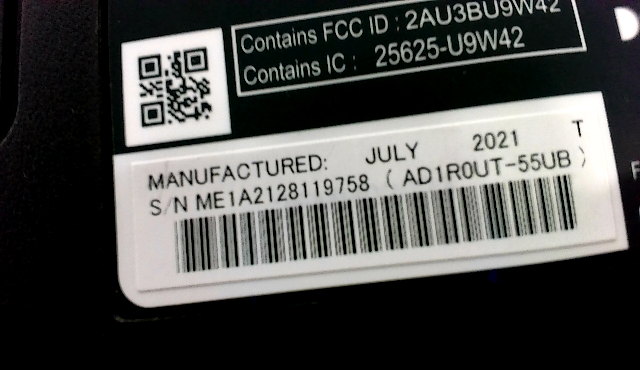 Contains FCC ID : 2AU3BU9W42
Contains IC : 25625-U9W42
MANUFACTURED: JULY 2021 T
S/N ME1A2128119758 ( AD1R0UT-55UB )